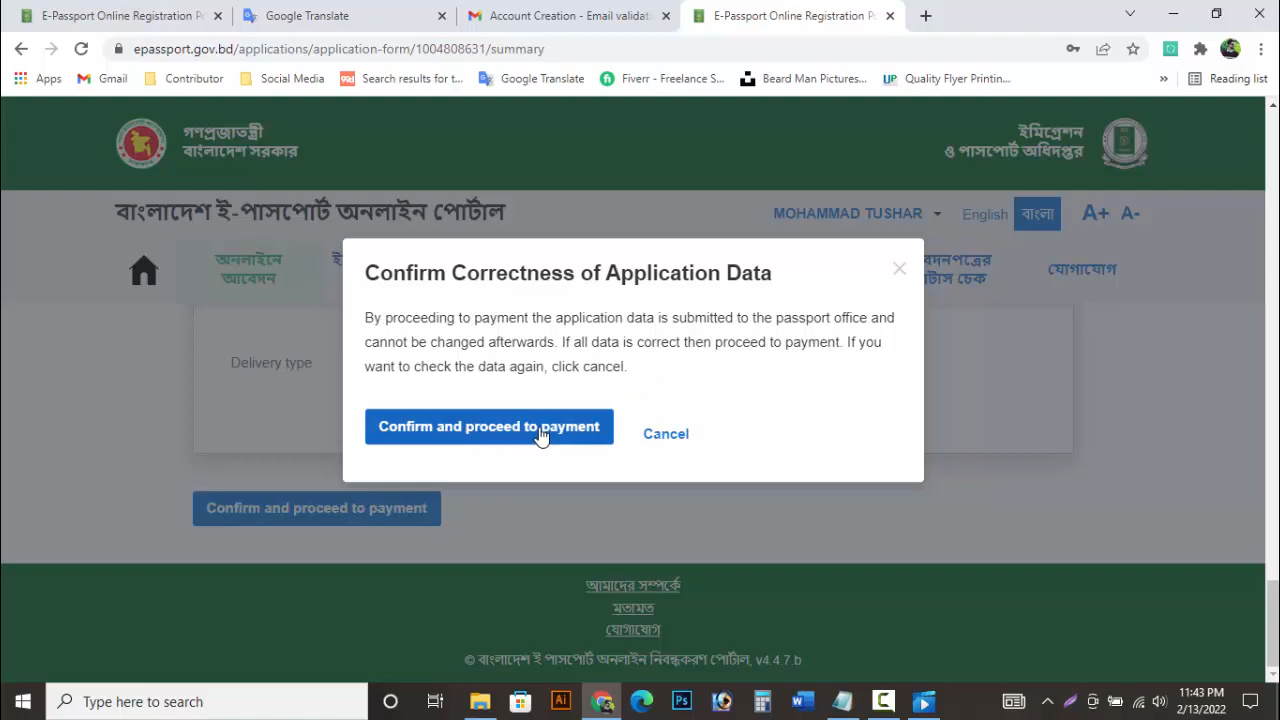 E-Passport Online Registration P
Google Translate
Account Creation - Email validat
E-Passport Online Registration P
epassport.gov.bd/applications/application-form/1004808631/summary
Apps
Gmail
Contributor
Social Media
99d
Search results for t...
Google Translate
Fiverr - Freelance S...
Beard Man Pictures...
UP
Quality Flyer Printin...
»
Reading list
গণপ্রজাতন্ত্রী
বাংলাদেশ সরকার
ইমিগ্রেশন
ও পাসপোর্ট অধিদপ্তর
বাংলাদেশ ই-পাসপোর্ট অনলাইন পোর্টাল
MOHAMMAD TUSHAR
English
বাংলা
A+
A-
অনলাইনে
আবেদন
যোগাযোগ
Confirm Correctness of Application Data
By proceeding to payment the application data is submitted to the passport office and
cannot be changed afterwards. If all data is correct then proceed to payment. If you
want to check the data again, click cancel.
Confirm and proceed to payment
Cancel
Delivery type
Confirm and proceed to payment
আমাদের সম্পর্কে
মতামত
যোগাযোগ
© বাংলাদেশ ই পাসপোর্ট অনলাইন নিবন্ধকরণ পোর্টাল, v4.4.7.b
Type here to search
Ai
Ps
11:43 PM
2/13/2022